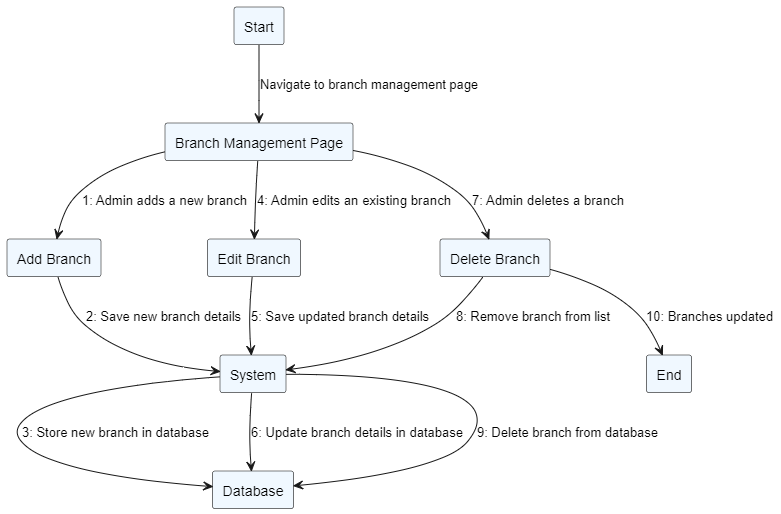 Start
Navigate to branch management page
Branch Management Page
1: Admin adds a new branch
4: Admin edits an existing branch
7: Admin deletes a branch
Add Branch
Edit Branch
Delete Branch
2: Save new branch details
5: Save updated branch details
8: Remove branch from list
10: Branches updated
System
End
3: Store new branch in database
6: Update branch details in database
9: Delete branch from database
Database